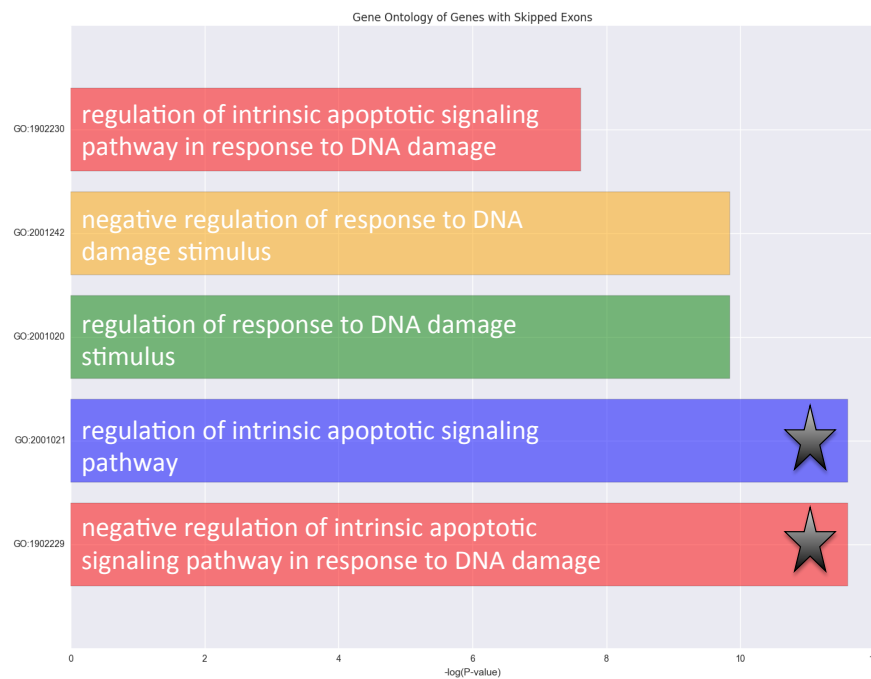 Gene Ontology of Genes with Skipped Exons
GO:1902230
regulation of intrinsic apoptotic signaling
pathway in response to DNA damage
GO:2001242
negative regulation of response to DNA
damage stimulus
GO:2001020
regulation of response to DNA damage
stimulus
GO:2001021
regulation of intrinsic apoptotic signaling
pathway
GO:1902229
negative regulation of intrinsic apoptotic
signaling pathway in response to DNA damage
0 2 4 6 8 10
-log(P-value)